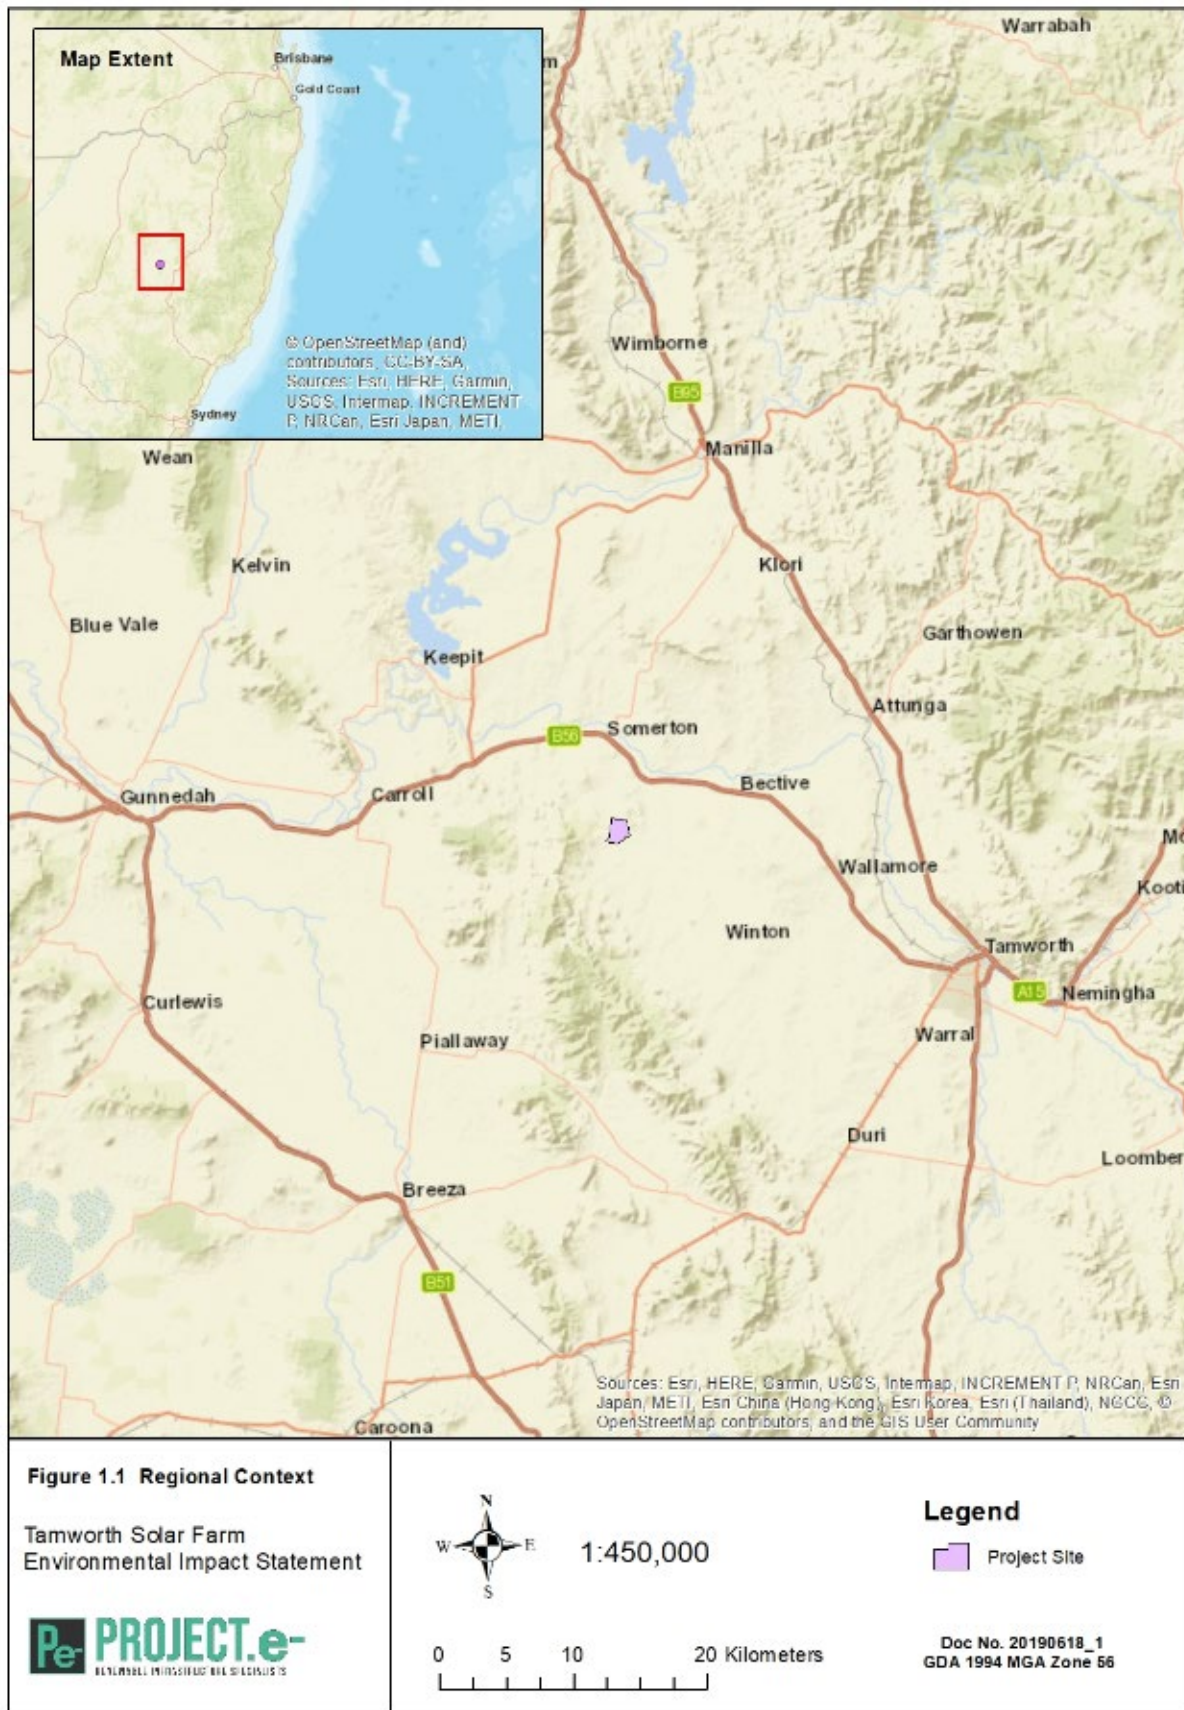 Warrabah
Map Extent
Brisbane
Gold Coast
Sydney
© OpenStreetMap (and)
contributors, CC-BY-SA,
Sources: Esri, HERE, Garmin,
USGS, Intermap, INCREMENT
P, NRCan, Esri Japan, METI,
m
Wimborne
B95
Manilla
Wean
Kelvin
Klori
Blue Vale
Garthowen
Keepit
Attunga
Somerton
B56
Bective
Gunnedah
Carroll
Wallamore
Mo
Kooti
Winton
Tamworth
A15
Nemingha
Curlewis
Warral
Piallaway
Duri
Loomber
Breeza
B51
Sources: Esri, HERE, Garmin, USGS, Intermap, INCREMENT P, NRCan, Esri
Japan, METI, Esri China (Hong Kong), Esri Korea, Esri (Thailand), NGCC, ©
OpenStreetMap contributors, and the GIS User Community
Caroona
Figure 1.1 Regional Context
Tamworth Solar Farm
Environmental Impact Statement
Pe-
PROJECT.e-
RENEWABLE INFRASTRUCTURE SPECIALISTS
N
W E
S
1:450,000
0 5 10 20 Kilometers
Legend
Project Site
Doc No. 20190618_1
GDA 1994 MGA Zone 56